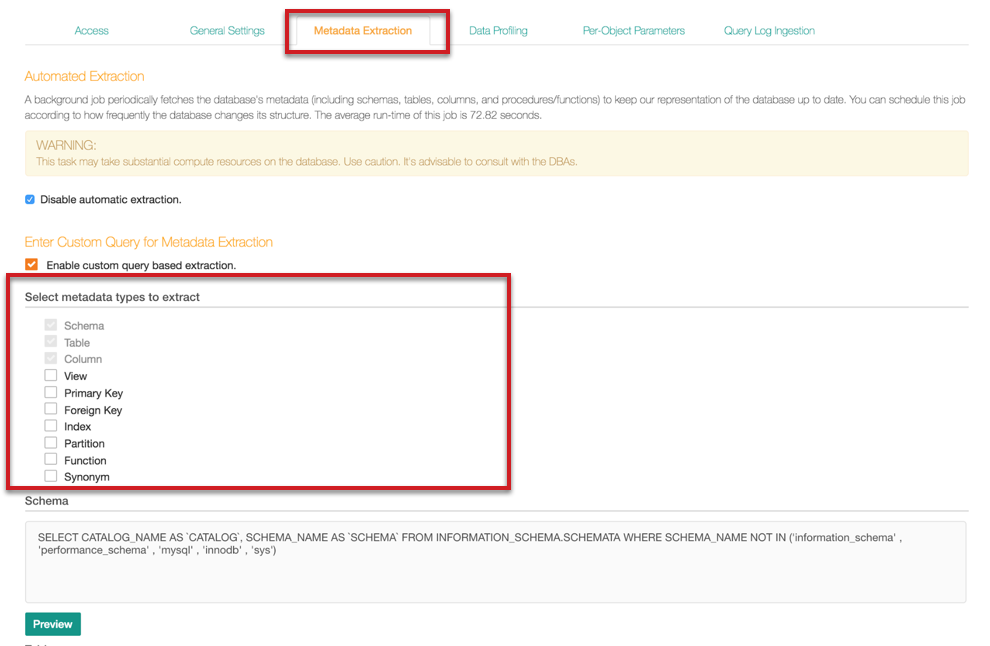 Access General Settings Metadata Extraction Data Profiling Per-Object Parameters Query Log Ingestion
Automated Extraction
A background job periodically fetches the database's metadata (including schemas, tables, columns, and procedures/functions) to keep our representation of the database up to date. You can schedule this job
according to how frequently the database changes its structure. The average run-time of this job is 72.82 seconds.
WARNING:
This task may take substantial compute resources on the database. Use caution. It's advisable to consult with the DBAs.
Disable automatic extraction.
Enter Custom Query for Metadata Extraction
Enable custom query based extraction.
Select metadata types to extract
Schema
Table
Column
View
Primary Key
Foreign Key
Index
Partition
Function
Synonym
Schema
SELECT CATALOG_NAME AS `CATALOG`, SCHEMA_NAME AS `SCHEMA` FROM INFORMATION_SCHEMA.SCHEMATA WHERE SCHEMA_NAME NOT IN ('information_schema' ,
'performance_schema' , 'mysql' , 'innodb' , 'sys')
Preview